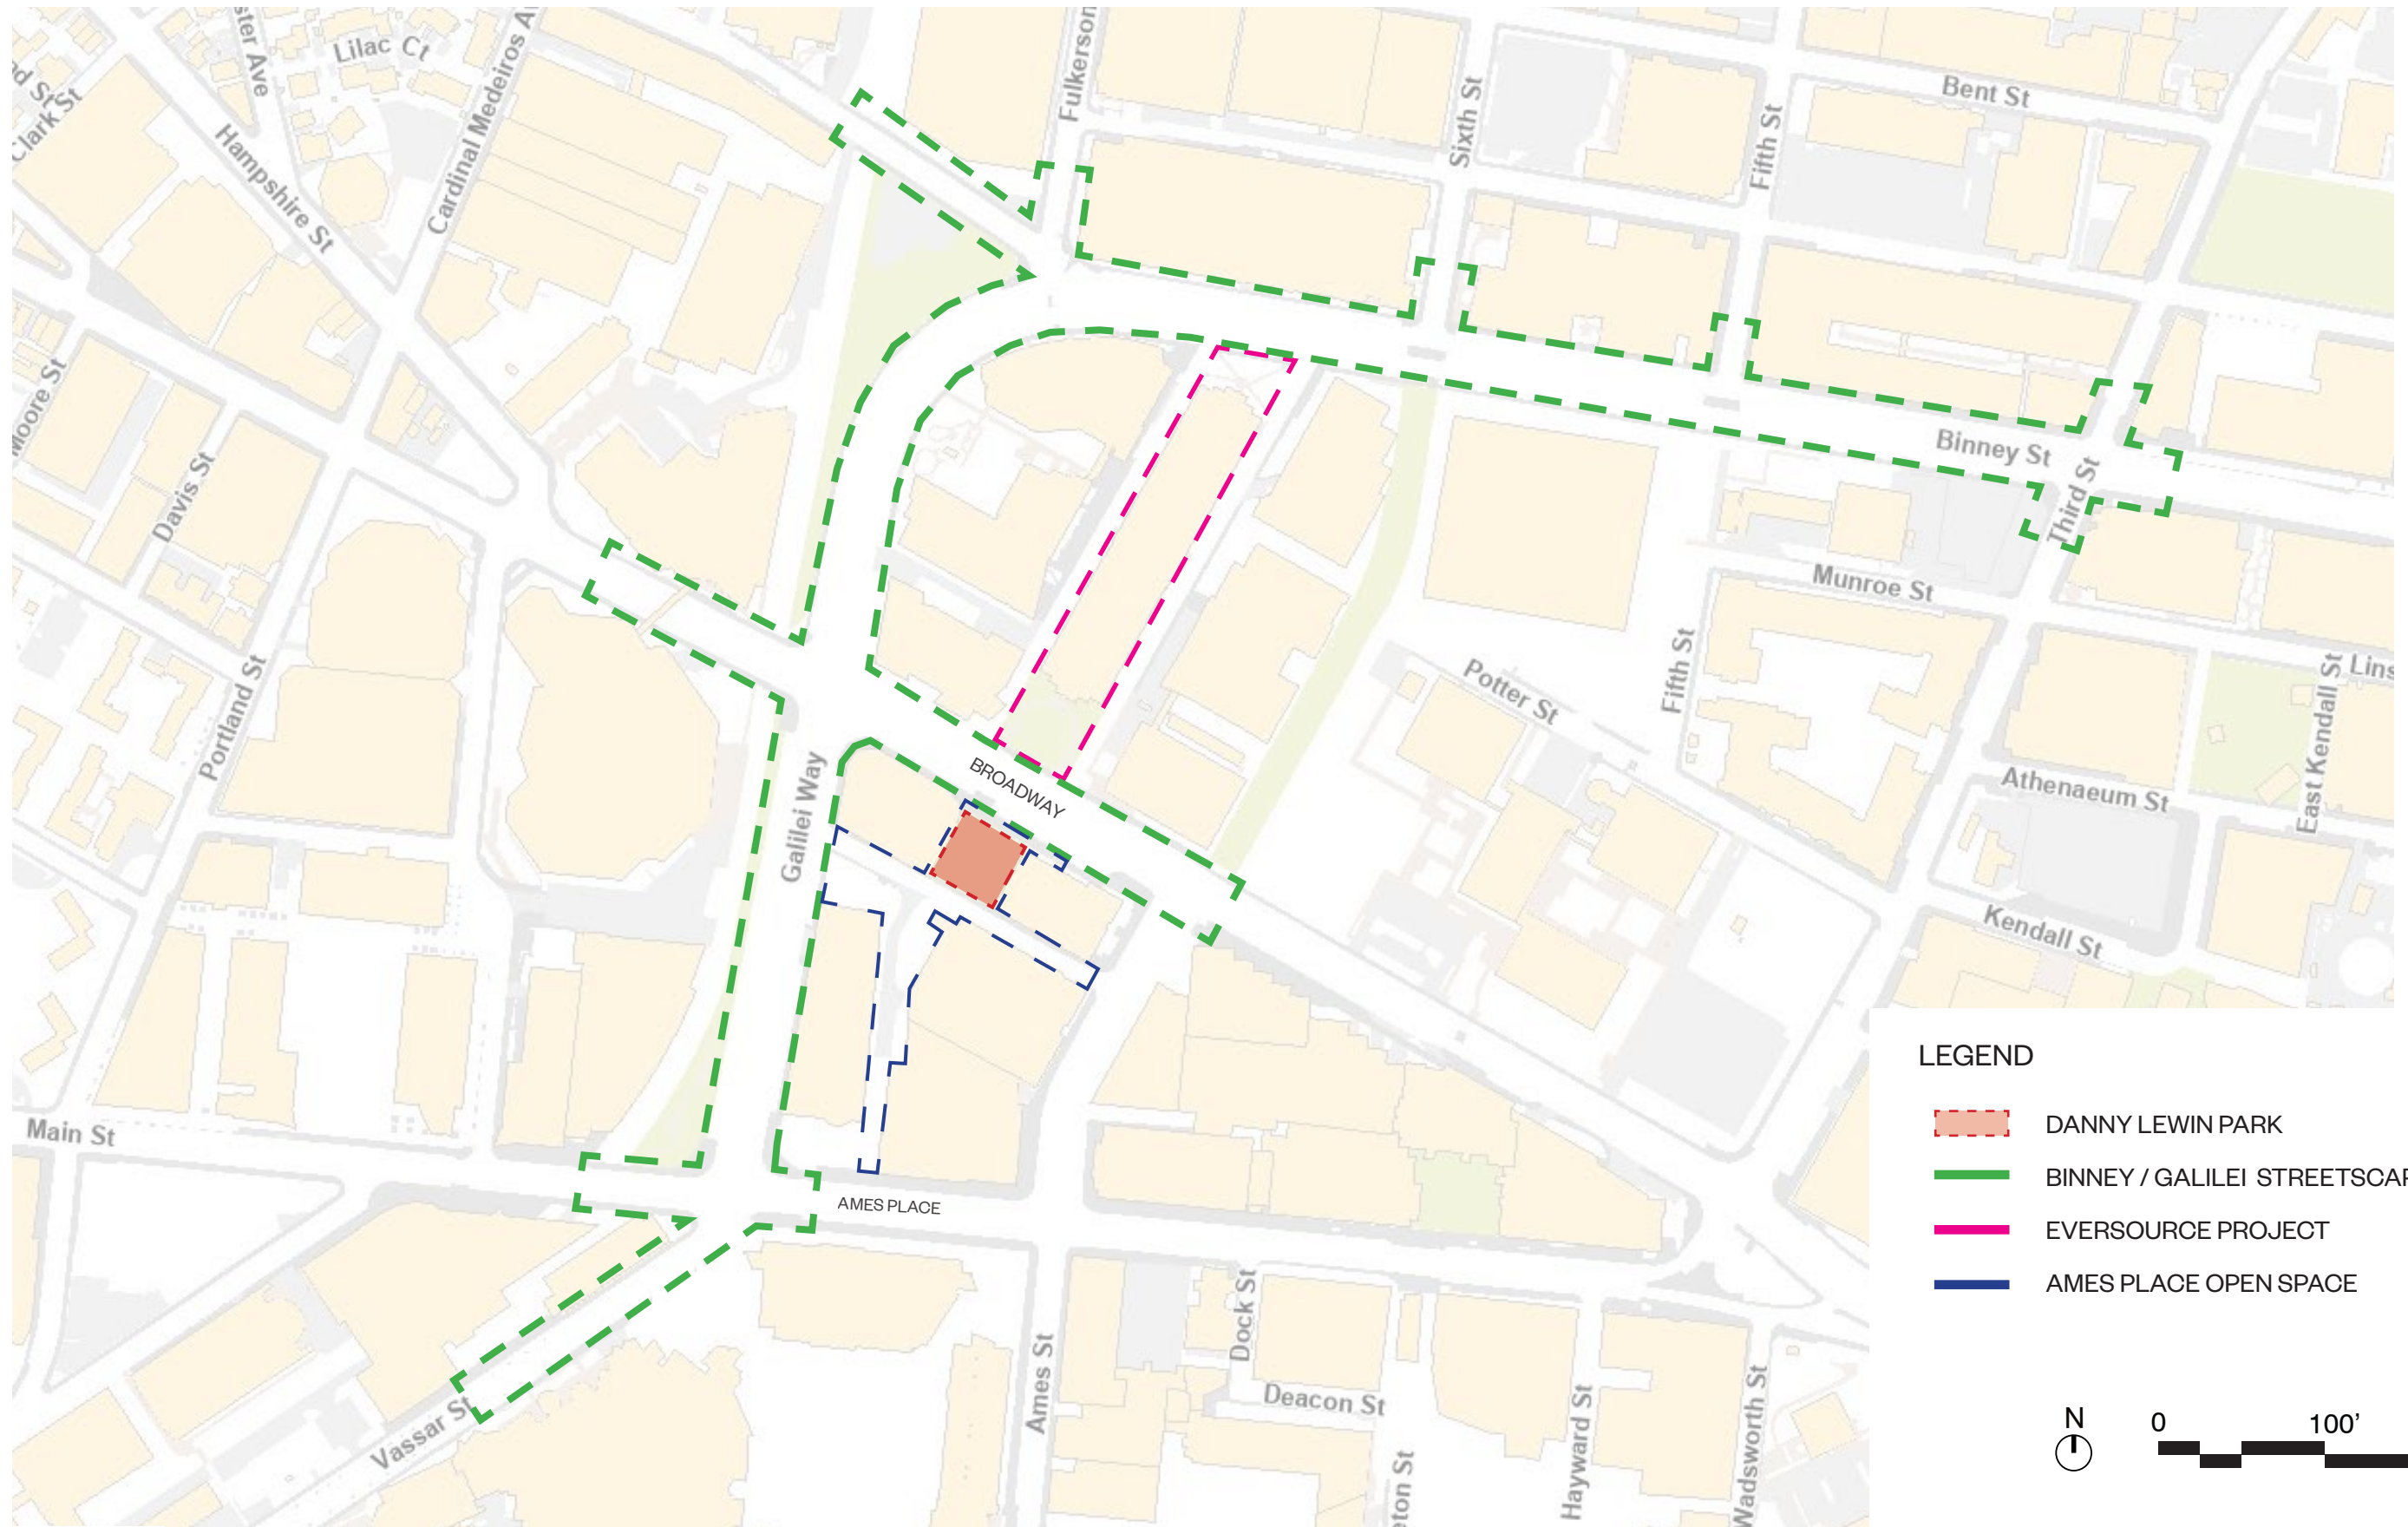 Lilac Ct
Clark St
Hampshire St
Fulkerson
Sixth St
Fifth St
Bent St
Moore St
Davis St
Binney St
Third St
Munroe St
Portland St
Galilei Way
BROADWAY
Potter St
Fifth St
Athenaeum St
East Kendall St
Kendall St
Main St
AMES PLACE
Vassar St
Ames St
Dock St
Deacon St
Hayward St
Wadsworth St
LEGEND
DANNY LEWIN PARK
BINNEY / GALILEI STREETSCAP
EVERSOURCE PROJECT
AMES PLACE OPEN SPACE
N
0 100’